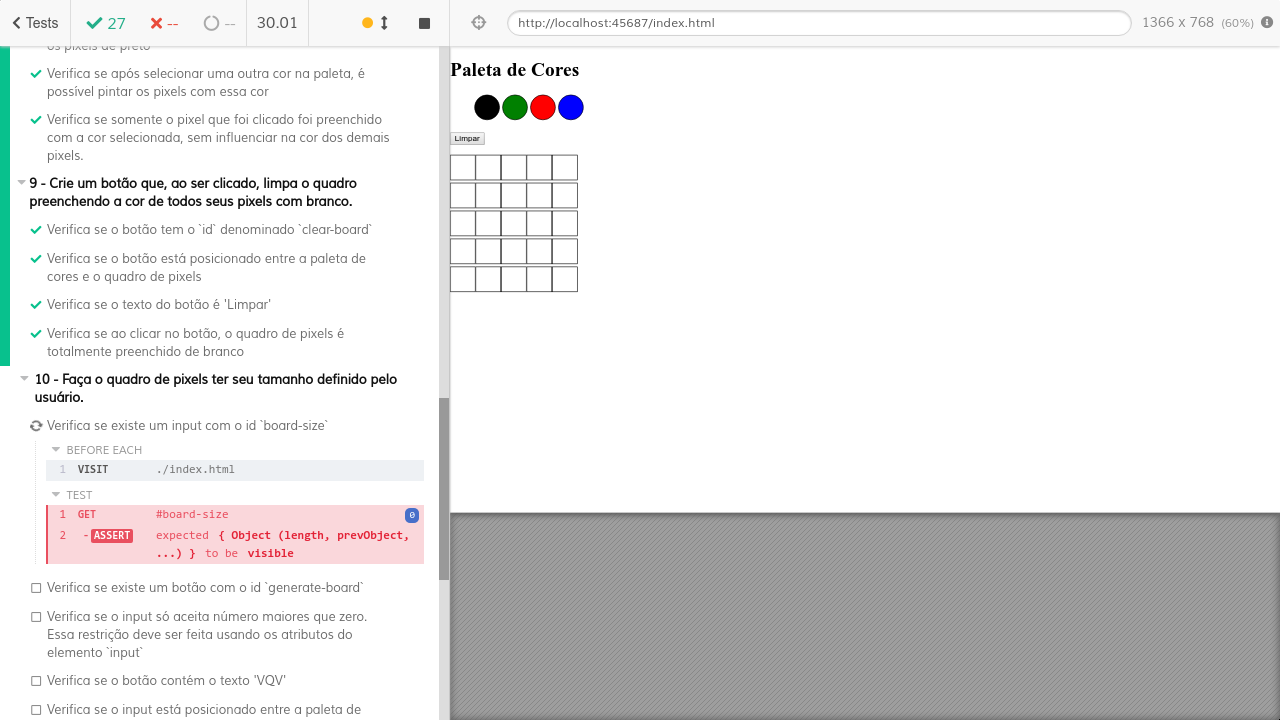 Tests
27
--
--
30.01
http://localhost:45687/index.html
1366 x 768 (60%)
os pixels de preto
Verifica se após selecionar uma outra cor na paleta, é
possível pintar os pixels com essa cor
Verifica se somente o pixel que foi clicado foi preenchido
com a cor selecionada, sem influenciar na cor dos demais
pixels.
9 - Crie um botão que, ao ser clicado, limpa o quadro
preenchendo a cor de todos seus pixels com branco.
Verifica se o botão tem o `id` denominado `clear-board`
Verifica se o botão está posicionado entre a paleta de
cores e o quadro de pixels
Verifica se o texto do botão é 'Limpar'
Verifica se ao clicar no botão, o quadro de pixels é
totalmente preenchido de branco
10 - Faça o quadro de pixels ter seu tamanho definido pelo
usuário.
Verifica se existe um input com o id `board-size`
BEFORE EACH
1 VISIT ./index.html
TEST
1 GET #board-size 0
2 -ASSERT expected { Object (length, prevObject,
...) } to be visible
Verifica se existe um botão com o id `generate-board`
Verifica se o input só aceita número maiores que zero.
Essa restrição deve ser feita usando os atributos do
elemento `input`
Verifica se o botão contém o texto 'VQV'
Verifica se o input está posicionado entre a paleta de
Paleta de Cores
Limpar